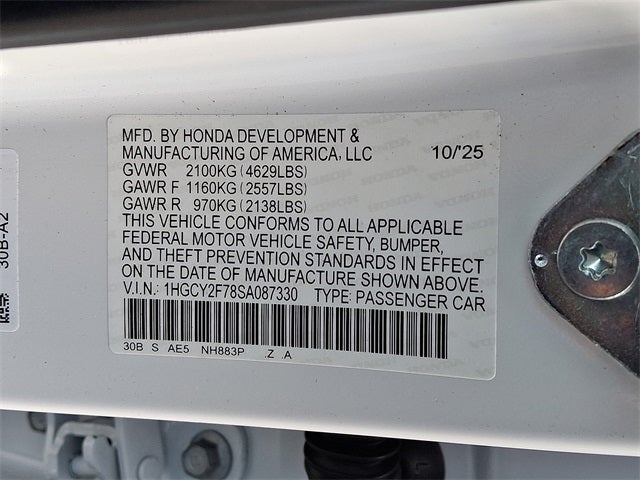 MFD. BY HONDA DEVELOPMENT &
MANUFACTURING OF AMERICA, LLC 10/'25
GVWR 2100KG (4629LBS)
GAWR F 1160KG (2557LBS)
GAWR R 970KG (2138LBS)
THIS VEHICLE CONFORMS TO ALL APPLICABLE
FEDERAL MOTOR VEHICLE SAFETY, BUMPER,
AND THEFT PREVENTION STANDARDS IN EFFECT
ON THE DATE OF MANUFACTURE SHOWN ABOVE.
V.I.N.: 1HGCY2F78SA087330 TYPE: PASSENGER CAR
30B S AE5 NH883P .Z .A
30B-A2